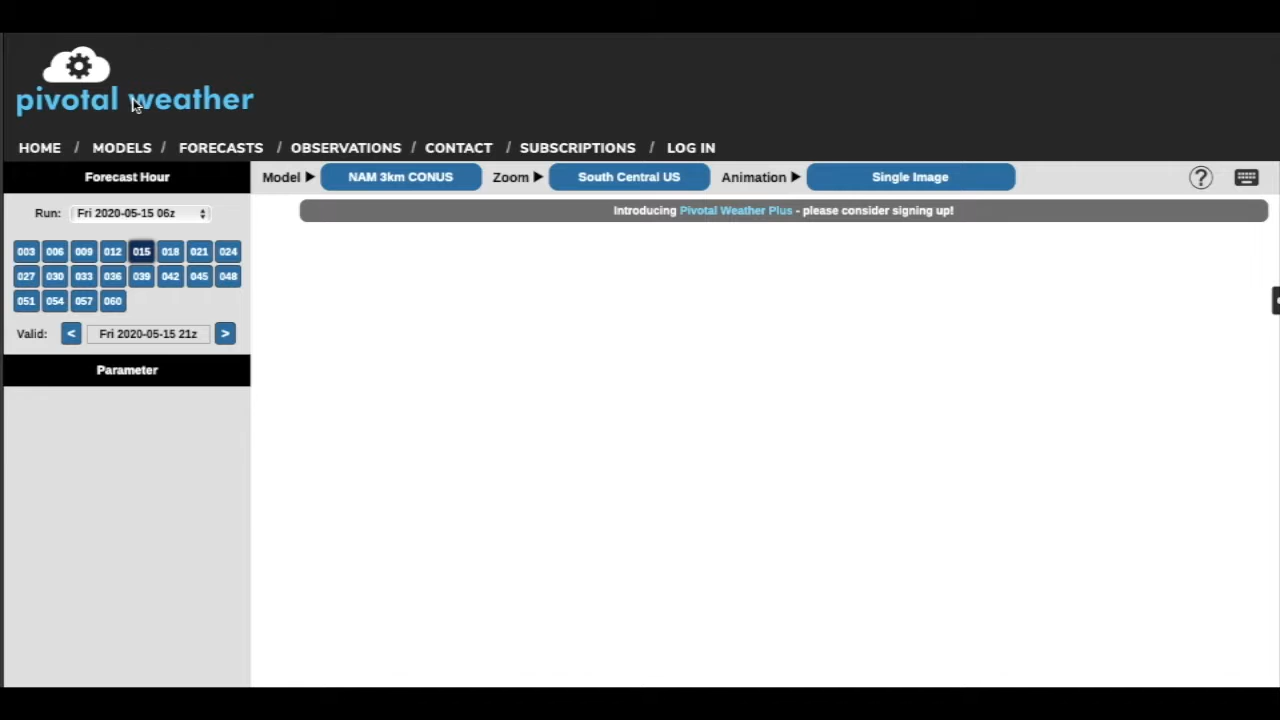 pivotal weather
HOME / MODELS / FORECASTS / OBSERVATIONS / CONTACT / SUBSCRIPTIONS / LOG IN
Forecast Hour
Model ▶ NAM 3km CONUS Zoom ▶ South Central US Animation ▶ Single Image ?
Introducing Pivotal Weather Plus - please consider signing up!
Run: Fri 2020-05-15 06z
003 006 009 012 015 018 021 024
027 030 033 036 039 042 045 048
051 054 057 060
Valid: < Fri 2020-05-15 21z >
Parameter